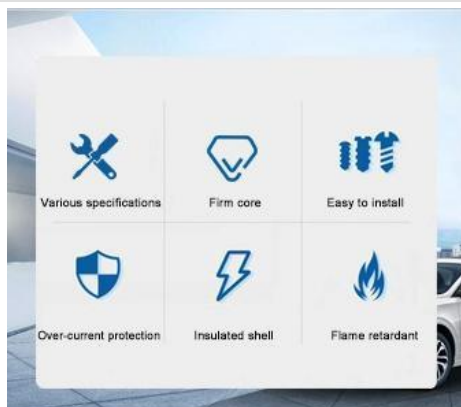 Various specifications
Firm core
Easy to install
Over-current protection
Insulated shell
Flame retardant